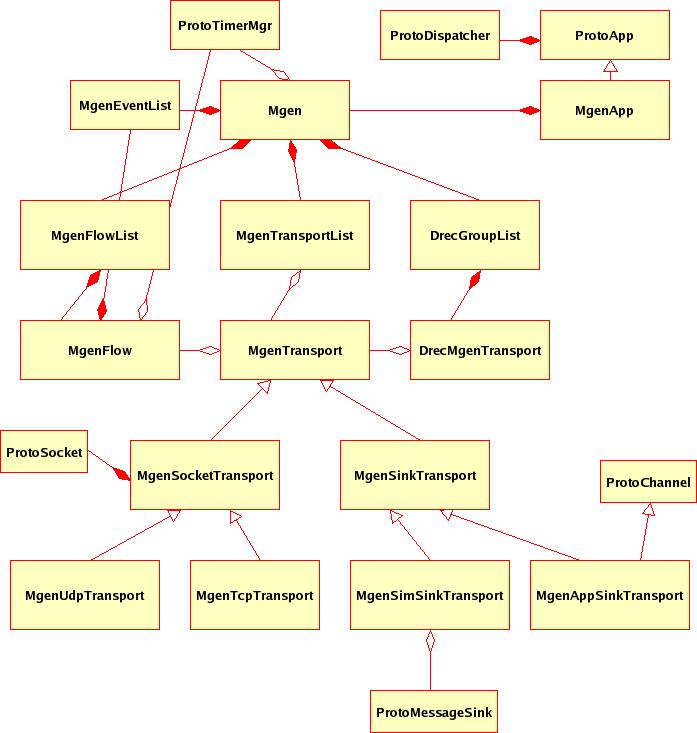 ProtoTimerMgr
ProtoDispatcher
ProtoApp
MgenEventList
Mgen
MgenApp
MgenFlowList
MgenTransportList
DrecGroupList
MgenFlow
MgenTransport
DrecMgenTransport
ProtoSocket
MgenSocketTransport
MgenSinkTransport
ProtoChannel
MgenUdpTransport
MgenTcpTransport
MgenSimSinkTransport
MgenAppSinkTransport
ProtoMessageSink